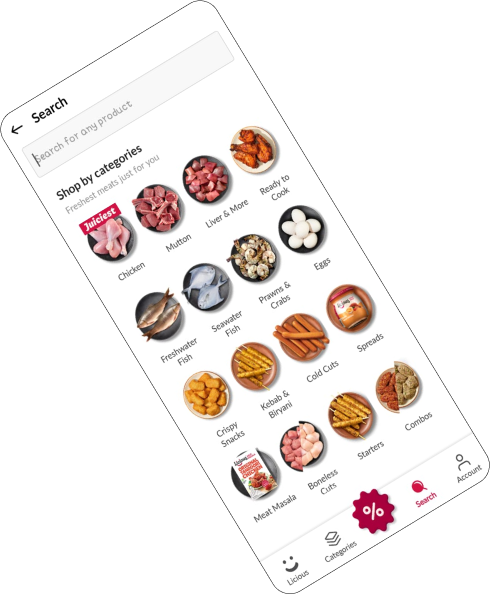 Search
Search for any product
Shop by categories
Freshest meats just for you
Juiciest
Chicken
Mutton
Liver & More
Ready to
Cook
Freshwater
Fish
Seawater
Fish
Prawns &
Crabs
Eggs
Crispy
Snacks
Kebab &
Biryani
Cold Cuts
Spreads
Meat Masala
Boneless
Cuts
Starters
Combos
Licious
Categories
%
Search
Account